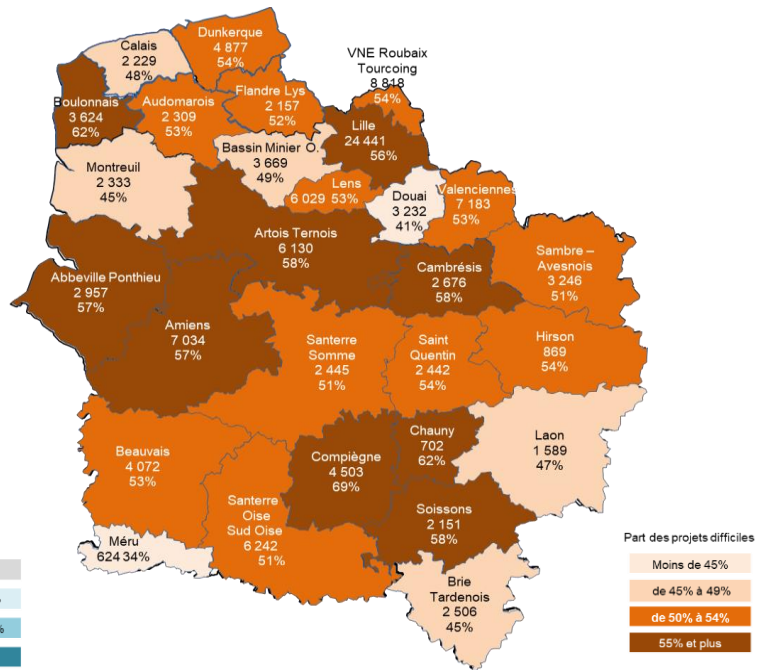 Calais
2 229
48%
Dunkerque
4 877
54%
VNE Roubaix
Tourcoing
8 818
54%
Boulonnais
3 624
62%
Audomarois
2 309
53%
Flandre Lys
2 157
52%
Lille
24 441
56%
Montreuil
2 333
45%
Bassin Minier O.
3 669
49%
Lens
6 029 53%
Douai
3 232
41%
Valenciennes
7 183
53%
Artois Ternois
6 130
58%
Cambrésis
2 676
58%
Sambre –
Avesnois
3 246
51%
Abbeville Ponthieu
2 957
57%
Amiens
7 034
57%
Santerre
Somme
2 445
51%
Saint
Quentin
2 442
54%
Hirson
869
54%
Beauvais
4 072
53%
Compiègne
4 503
69%
Chauny
702
62%
Laon
1 589
47%
Santerre
Oise
Sud Oise
6 242
51%
Soissons
2 151
58%
Méru
624 34%
Brie
Tardenois
2 506
45%
Part des projets difficiles
Moins de 45%
de 45% à 49%
de 50% à 54%
55% et plus
%